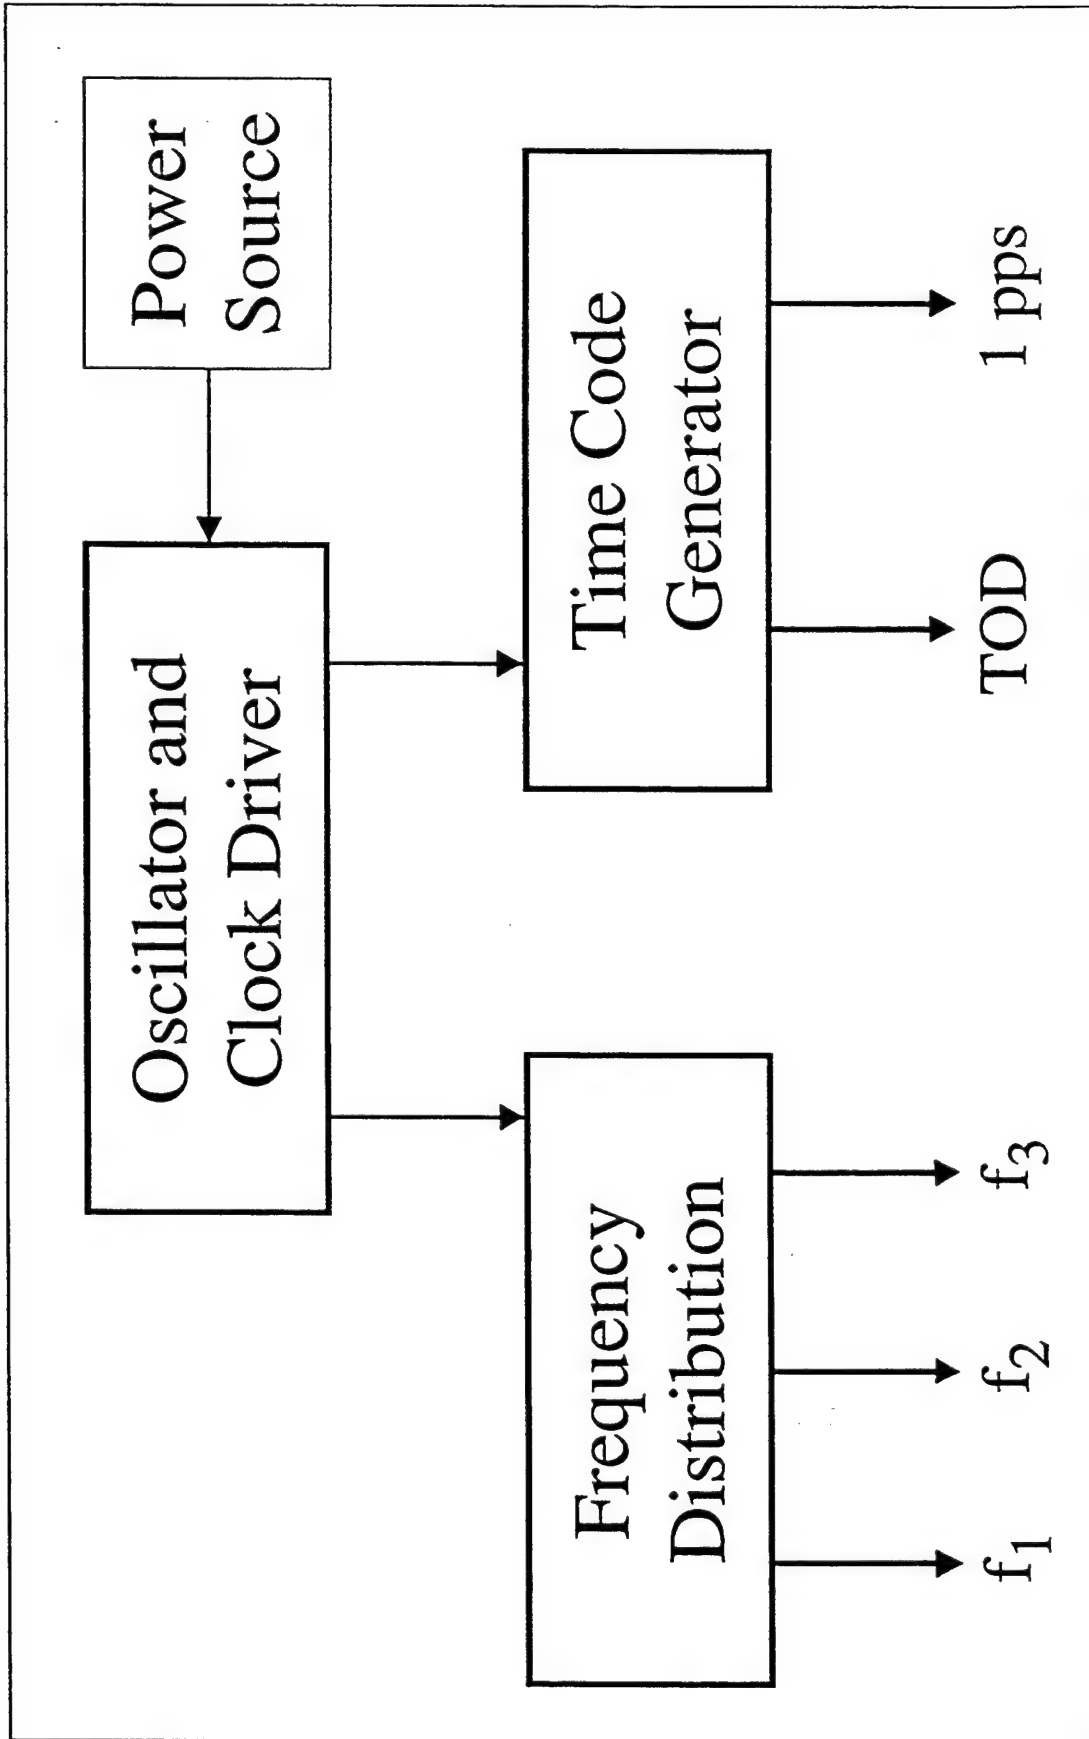 Oscillator and
Clock Driver
Power
Source
Frequency
Distribution
Time Code
Generator
f1
f2
f3
TOD
1 pps